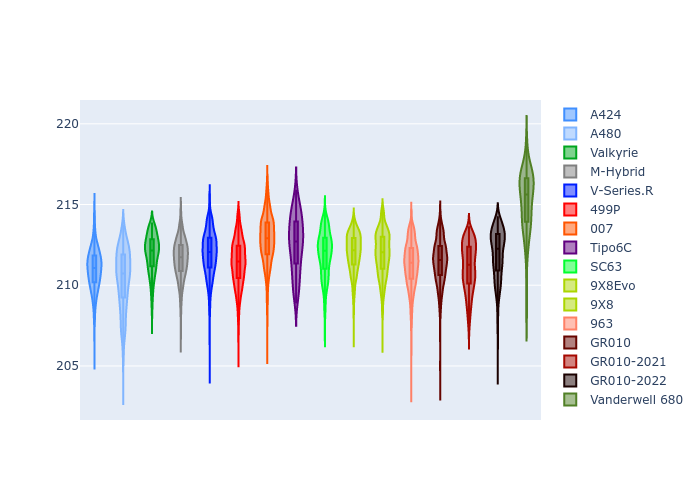 220
215
210
205
A424
A480
Valkyrie
M-Hybrid
V-Series.R
499P
007
Tipo6C
SC63
9X8Evo
9X8
963
GR010
GR010-2021
GR010-2022
Vanderwell 680